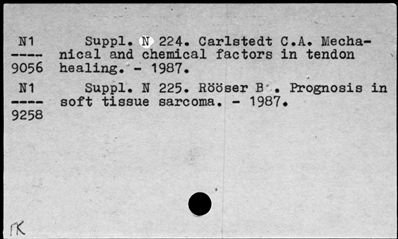 N1 Suppl. N 224. Carlstedt C.A. Mecha-
---- nical and chemical factors in tendon
9056 healing. - 1987.
N1 Suppl. N 225. Rööser B . Prognosis in
---- soft tissue sarcoma. - 1987.
9258
ГК